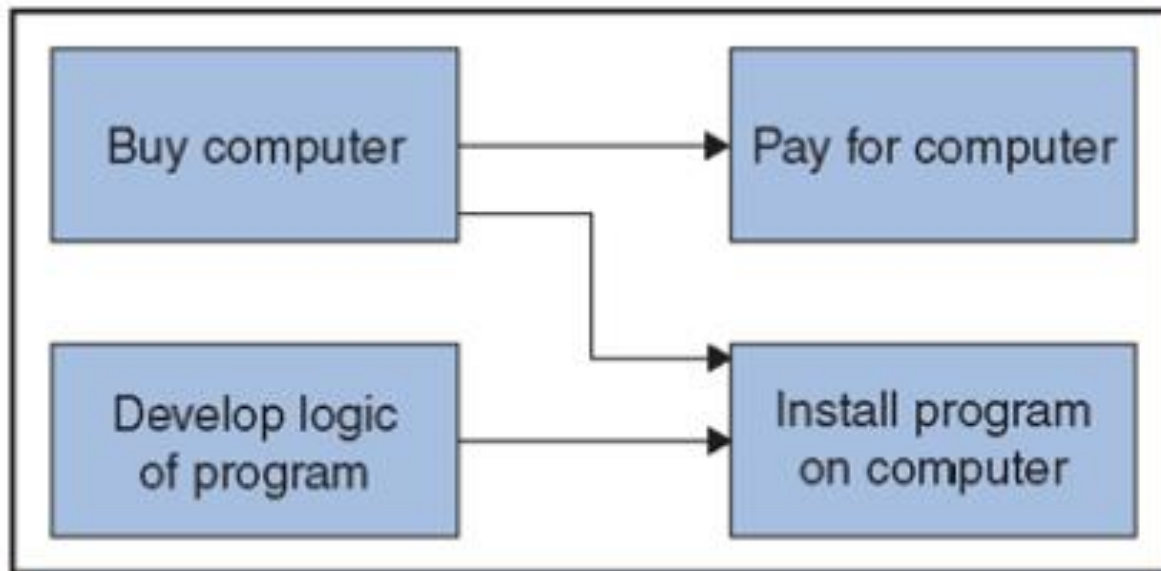 Buy computer
Pay for computer
Develop logic
of program
Install program
on computer